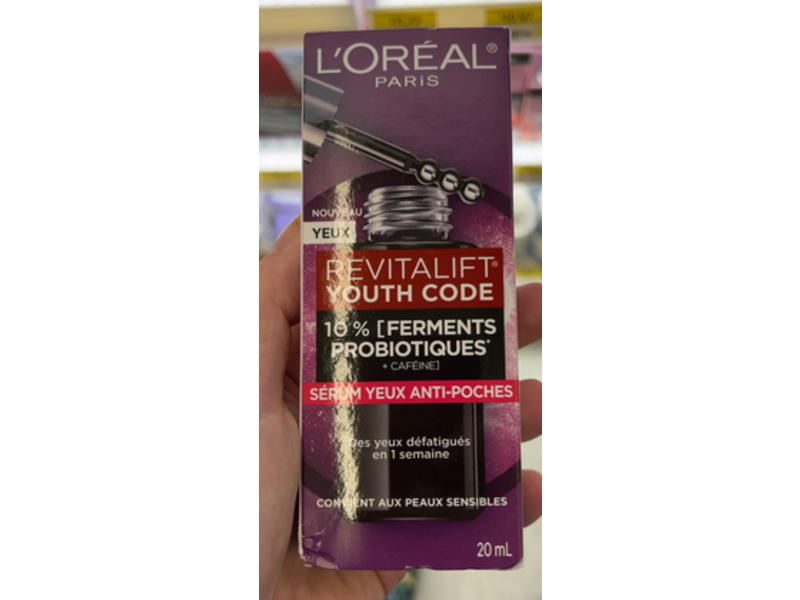 L'ORÉAL®
PARIS
NOUVEAU
YEUX
REVITALIFT®
YOUTH CODE
10 % [FERMENTS
PROBIOTIQUES*
+ CAFÉINE]
SÉRUM YEUX ANTI-POCHES
Des yeux défatigués
en 1 semaine
CONVIENT AUX PEAUX SENSIBLES
20 mL